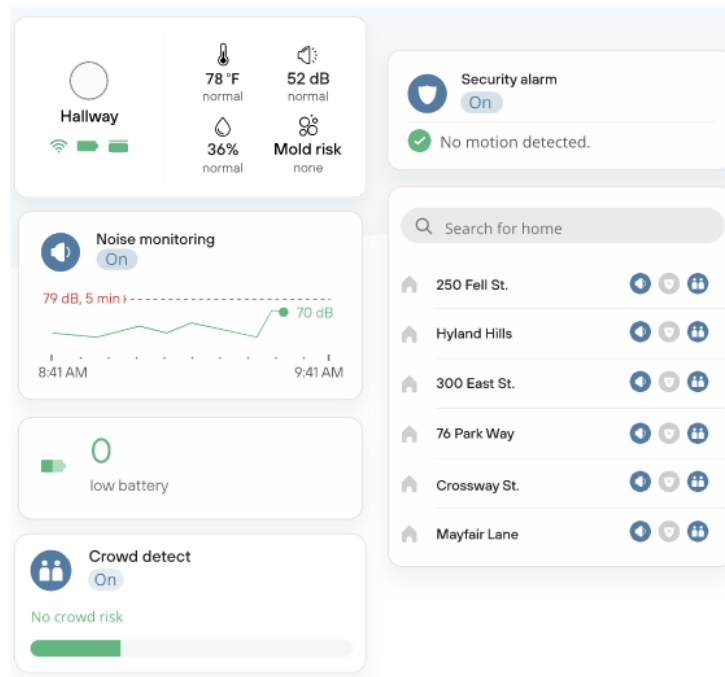 Hallway
78 °F
normal
52 dB
normal
36%
normal
Mold risk
none
Noise monitoring
On
79 dB, 5 min
70 dB
8:41 AM
9:41 AM
0
low battery
Crowd detect
On
No crowd risk
Security alarm
On
No motion detected.
Search for home
250 Fell St.
Hyland Hills
300 East St.
76 Park Way
Crossway St.
Mayfair Lane